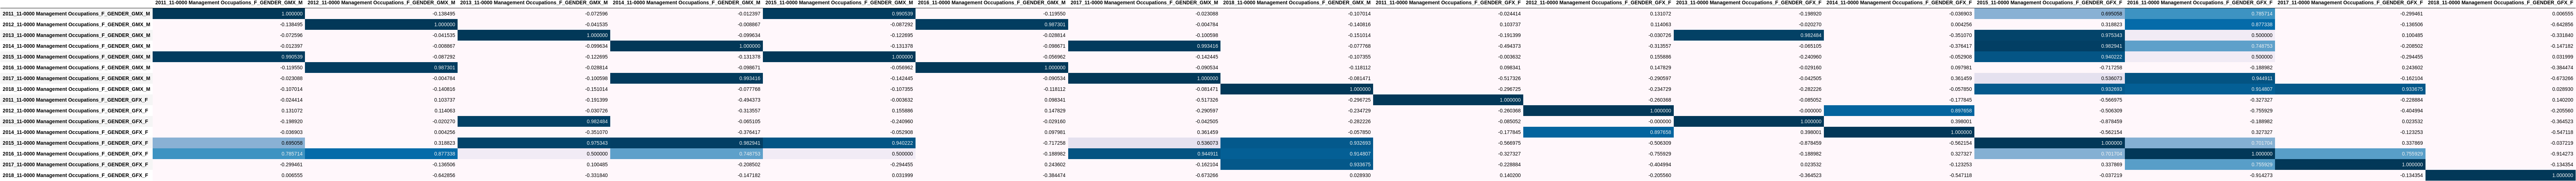 2011_11-0000 Management Occupations_F_GENDER_GMX_M 2012_11-0000 Management Occupations_F_GENDER_GMX_M 2013_11-0000 Management Occupations_F_GENDER_GMX_M 2014_11-0000 Management Occupations_F_GENDER_GMX_M 2015_11-0000 Management Occupations_F_GENDER_GMX_M 2016_11-0000 Management Occupations_F_GENDER_GMX_M 2017_11-0000 Management Occupations_F_GENDER_GMX_M 2018_11-0000 Management Occupations_F_GENDER_GMX_M 2011_11-0000 Management Occupations_F_GENDER_GFX_F 2012_11-0000 Management Occupations_F_GENDER_GFX_F 2013_11-0000 Management Occupations_F_GENDER_GFX_F 2014_11-0000 Management Occupations_F_GENDER_GFX_F 2015_11-0000 Management Occupations_F_GENDER_GFX_F 2016_11-0000 Management Occupations_F_GENDER_GFX_F 2017_11-0000 Management Occupations_F_GENDER_GFX_F 2018_11-0000 Management Occupations_F_GENDER_GFX_F
2011_11-0000 Management Occupations_F_GENDER_GMX_M 1.000000 -0.138495 -0.072596 -0.012397 0.990539 -0.119550 -0.023088 -0.107014 -0.024414 0.131072 -0.198920 -0.036903 0.695058 0.785714 -0.299461 0.006555
2012_11-0000 Management Occupations_F_GENDER_GMX_M -0.138495 1.000000 -0.041535 -0.008867 -0.087292 0.987301 -0.004784 -0.140816 0.103737 0.114063 -0.020270 0.004256 0.318823 0.877338 -0.136506 -0.642856
2013_11-0000 Management Occupations_F_GENDER_GMX_M -0.072596 -0.041535 1.000000 -0.099634 -0.122695 -0.028814 -0.100598 -0.151014 -0.191399 -0.030726 0.982484 -0.351070 0.975343 0.500000 0.100485 -0.331840
2014_11-0000 Management Occupations_F_GENDER_GMX_M -0.012397 -0.008867 -0.099634 1.000000 -0.131378 -0.098671 0.993416 -0.077768 -0.494373 -0.313557 -0.065105 -0.376417 0.982941 0.748753 -0.208502 -0.147182
2015_11-0000 Management Occupations_F_GENDER_GMX_M 0.990539 -0.087292 -0.122695 -0.131378 1.000000 -0.056962 -0.142445 -0.107355 -0.003632 0.155886 -0.240960 -0.052908 0.940222 0.500000 -0.294455 0.031999
2016_11-0000 Management Occupations_F_GENDER_GMX_M -0.119550 0.987301 -0.028814 -0.098671 -0.056962 1.000000 -0.090534 -0.118112 0.098341 0.147829 -0.029160 0.097981 -0.717258 -0.188982 0.243602 -0.384474
2017_11-0000 Management Occupations_F_GENDER_GMX_M -0.023088 -0.004784 -0.100598 0.993416 -0.142445 -0.090534 1.000000 -0.081471 -0.517326 -0.290597 -0.042505 0.361459 0.536073 0.944911 -0.162104 -0.673266
2018_11-0000 Management Occupations_F_GENDER_GMX_M -0.107014 -0.140816 -0.151014 -0.077768 -0.107355 -0.118112 -0.081471 1.000000 -0.296725 -0.234729 -0.282226 -0.057850 0.932693 0.914807 0.933675 0.028930
2011_11-0000 Management Occupations_F_GENDER_GFX_F -0.024414 0.103737 -0.191399 -0.494373 -0.003632 0.098341 -0.517326 -0.296725 1.000000 -0.260366 -0.085052 -0.177845 -0.566975 -0.327327 -0.228884 0.140200
2012_11-0000 Management Occupations_F_GENDER_GFX_F 0.131072 0.114063 -0.030726 -0.313557 0.155886 0.147829 -0.290597 -0.234729 -0.260366 1.000000 -0.000000 0.897656 -0.506309 -0.755929 -0.404994 -0.205560
2013_11-0000 Management Occupations_F_GENDER_GFX_F -0.198920 -0.020270 0.982484 -0.065105 -0.240960 -0.029160 -0.042505 -0.282226 -0.085052 -0.000000 1.000000 0.398001 -0.878459 -0.188982 0.023532 -0.364523
2014_11-0000 Management Occupations_F_GENDER_GFX_F -0.036903 0.004256 -0.351070 -0.376417 -0.052908 0.097981 0.361459 -0.057850 -0.177845 0.897656 0.398001 1.000000 -0.562154 0.327327 -0.123253 -0.547118
2015_11-0000 Management Occupations_F_GENDER_GFX_F 0.695058 0.318823 0.975343 0.982941 0.940222 -0.717258 0.536073 0.932693 -0.566975 -0.506309 -0.878459 -0.562154 1.000000 0.701704 0.337869 -0.037219
2016_11-0000 Management Occupations_F_GENDER_GFX_F 0.785714 0.877338 0.500000 0.748753 0.500000 -0.188982 0.944911 0.914807 -0.327327 -0.755929 -0.188982 0.327327 0.701704 1.000000 0.755929 -0.914273
2017_11-0000 Management Occupations_F_GENDER_GFX_F -0.299461 -0.136506 0.100485 -0.208502 -0.294455 0.243602 -0.162104 0.933675 -0.228884 -0.404994 0.023532 -0.123253 0.337869 0.755929 1.000000 -0.134354
2018_11-0000 Management Occupations_F_GENDER_GFX_F 0.006555 -0.642856 -0.331840 -0.147182 0.031999 -0.384474 -0.673266 0.028930 0.140200 -0.205560 -0.364523 -0.547118 -0.037219 -0.914273 -0.134354 1.000000